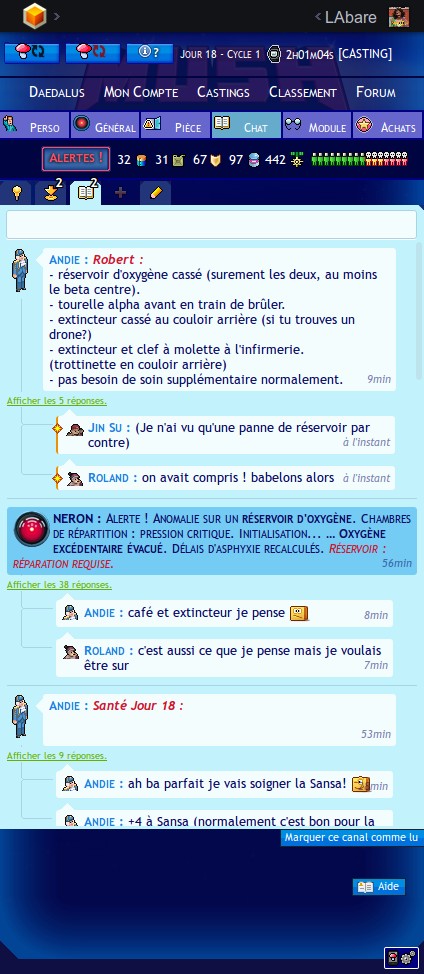 LAbare
? Jour 18 - Cycle 1 2h01m04s [CASTING]
Daedalus Mon Compte Castings Classement Forum
Perso Général Pièce Chat Module Achats
ALERTES ! 32 31 67 97 442
2 2
Andie : Robert :
- réservoir d'oxygène cassé (surement les deux, au moins
le beta centre).
- tourelle alpha avant en train de brûler.
- extincteur cassé au couloir arrière (si tu trouves un
drone?)
- extincteur et clef à molette à l'infirmerie.
(trottinette en couloir arrière)
- pas besoin de soin supplémentaire normalement. 9min
Afficher les 5 réponses.
Jin Su : (Je n'ai vu qu'une panne de réservoir par
contre) à l'instant
Roland : on avait compris ! babelons alors à l'instant
NERON : Alerte ! Anomalie sur un réservoir d'oxygène. Chambres
de répartition : pression critique. Initialisation... ... Oxygène
excédentaire évacué. Délais d'asphyxie recalculés. Réservoir :
réparation requise. 56min
Afficher les 38 réponses.
Andie : café et extincteur je pense 8min
Roland : c'est aussi ce que je pense mais je voulais
être sur 7min
Andie : Santé Jour 18 :
53min
Afficher les 9 réponses.
Andie : ah ba parfait je vais soigner la Sansa! min
Andie : +4 à Sansa (normalement c'est bon pour la
Marquer ce canal comme lu
Aide